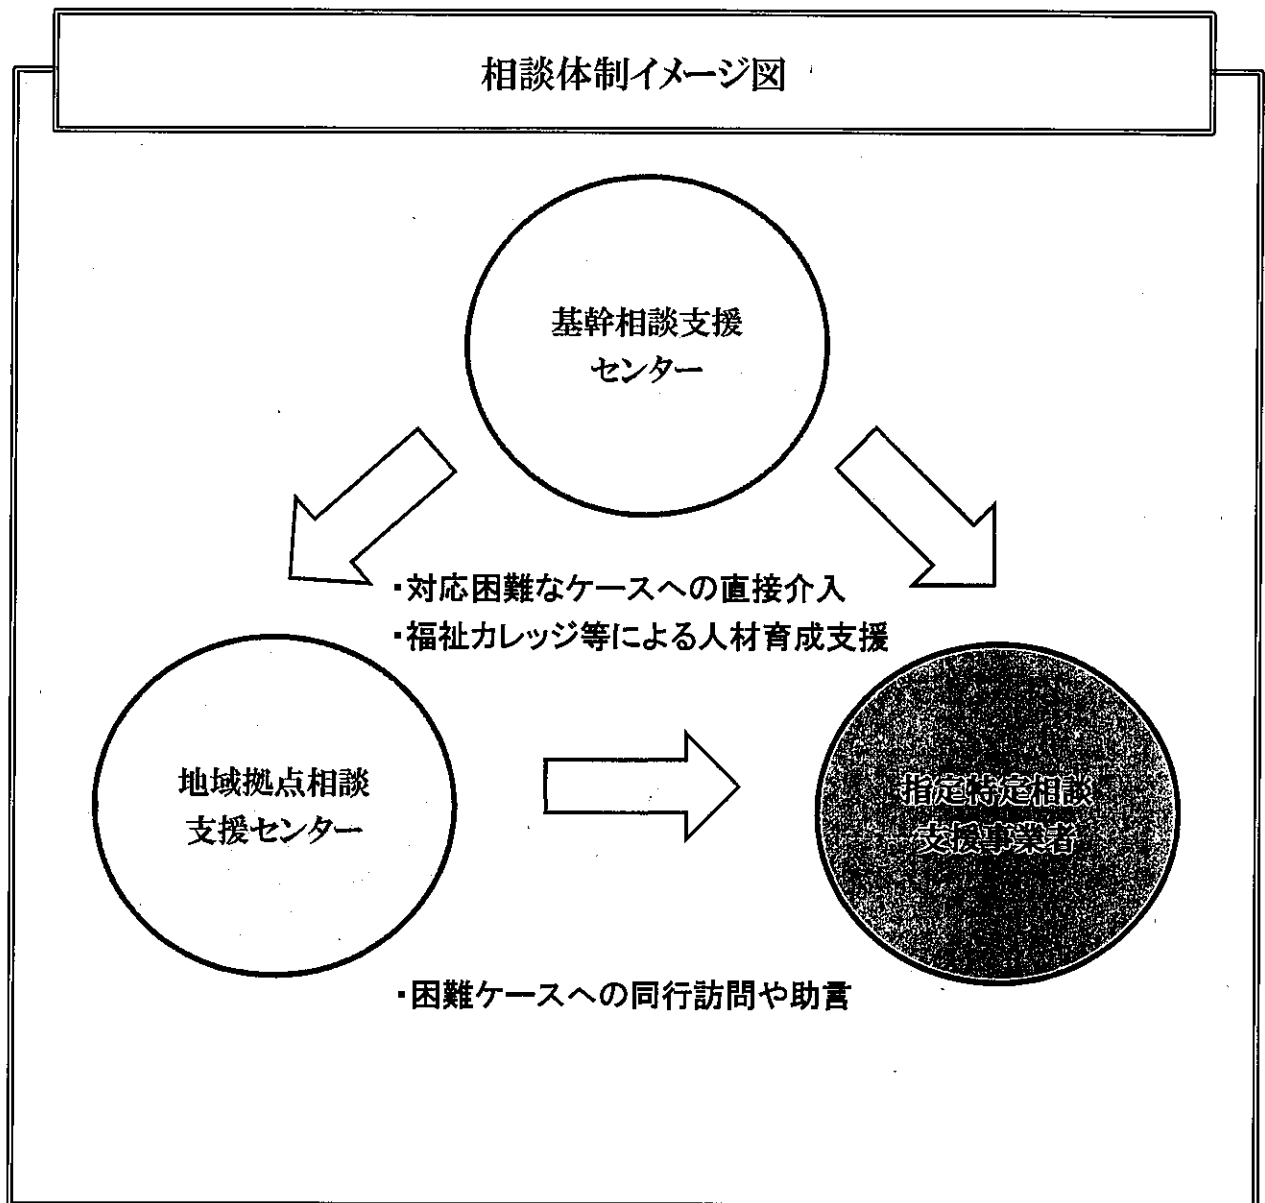 相談体制イメージ図
基幹相談支援
センター
・対応困難なケースへの直接介入
・福祉カレッジ等による人材育成支援
地域拠点相談
支援センター
指定特定相談
支援事業者
・困難ケースへの同行訪問や助言